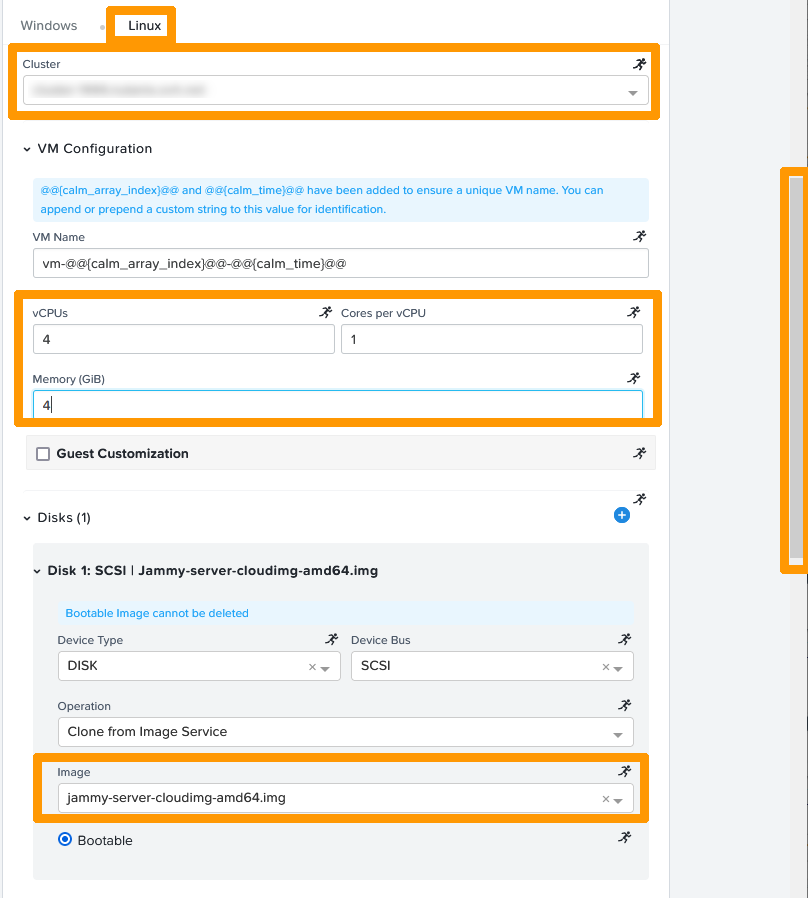 Windows
Linux
Cluster
VM Configuration
@@{calm_array_index}@@ and @@{calm_time}@@ have been added to ensure a unique VM name. You can
append or prepend a custom string to this value for identification.
VM Name
vm-@@{calm_array_index}@@-@@{calm_time}@@
vCPUs
Cores per vCPU
4
1
Memory (GiB)
4
Guest Customization
Disks (1)
Disk 1: SCSI | Jammy-server-cloudimg-amd64.img
Bootable Image cannot be deleted
Device Type
Device Bus
DISK
SCSI
Operation
Clone from Image Service
Image
jammy-server-cloudimg-amd64.img
Bootable